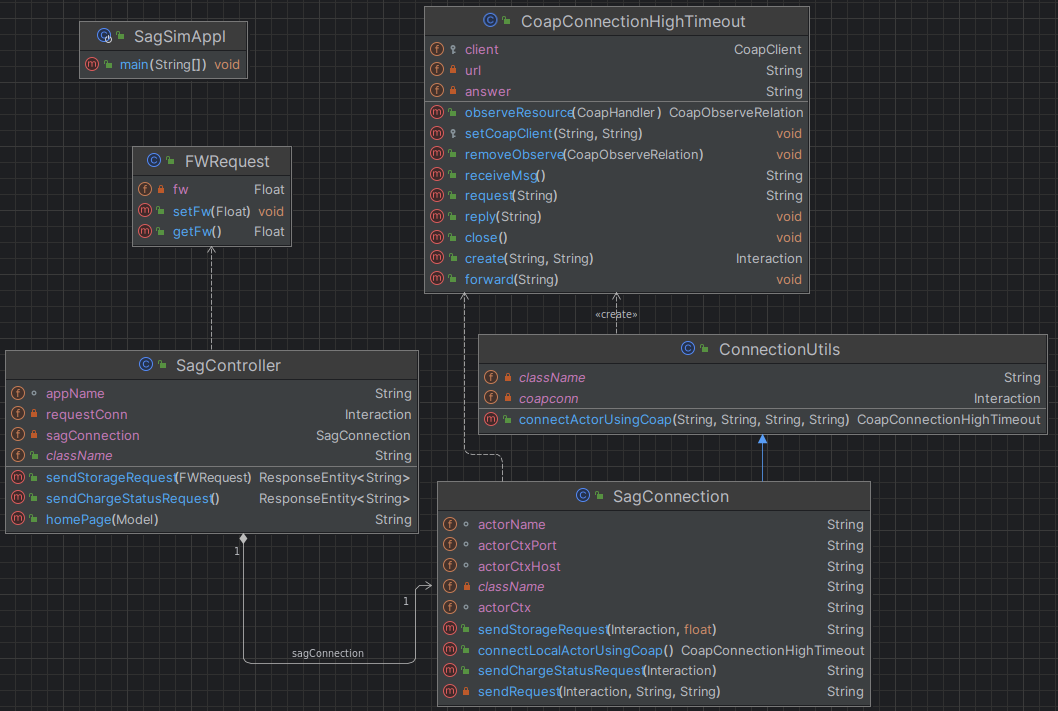 SagSimAppl
main(String[]) void
CoapConnectionHighTimeout
client CoapClient
url String
answer String
observeResource(CoapHandler) CoapObserveRelation
setCoapClient(String, String) void
removeObserve(CoapObserveRelation) void
receiveMsg() String
request(String) String
reply(String) void
close() void
create(String, String) Interaction
forward(String) void
FWRequest
fw Float
setFw(Float) void
getFw() Float
«create»
ConnectionUtils
className String
coapconn Interaction
connectActorUsingCoap(String, String, String, String) CoapConnectionHighTimeout
SagController
appName String
requestConn Interaction
sagConnection SagConnection
className String
sendStorageRequest(FWRequest) ResponseEntity<String>
sendChargeStatusRequest() ResponseEntity<String>
homePage(Model) String
1
1
sagConnection
SagConnection
actorName String
actorCtxPort String
actorCtxHost String
className String
actorCtx String
sendStorageRequest(Interaction, float) String
connectLocalActorUsingCoap() CoapConnectionHighTimeout
sendChargeStatusRequest(Interaction) String
sendRequest(Interaction, String, String) String